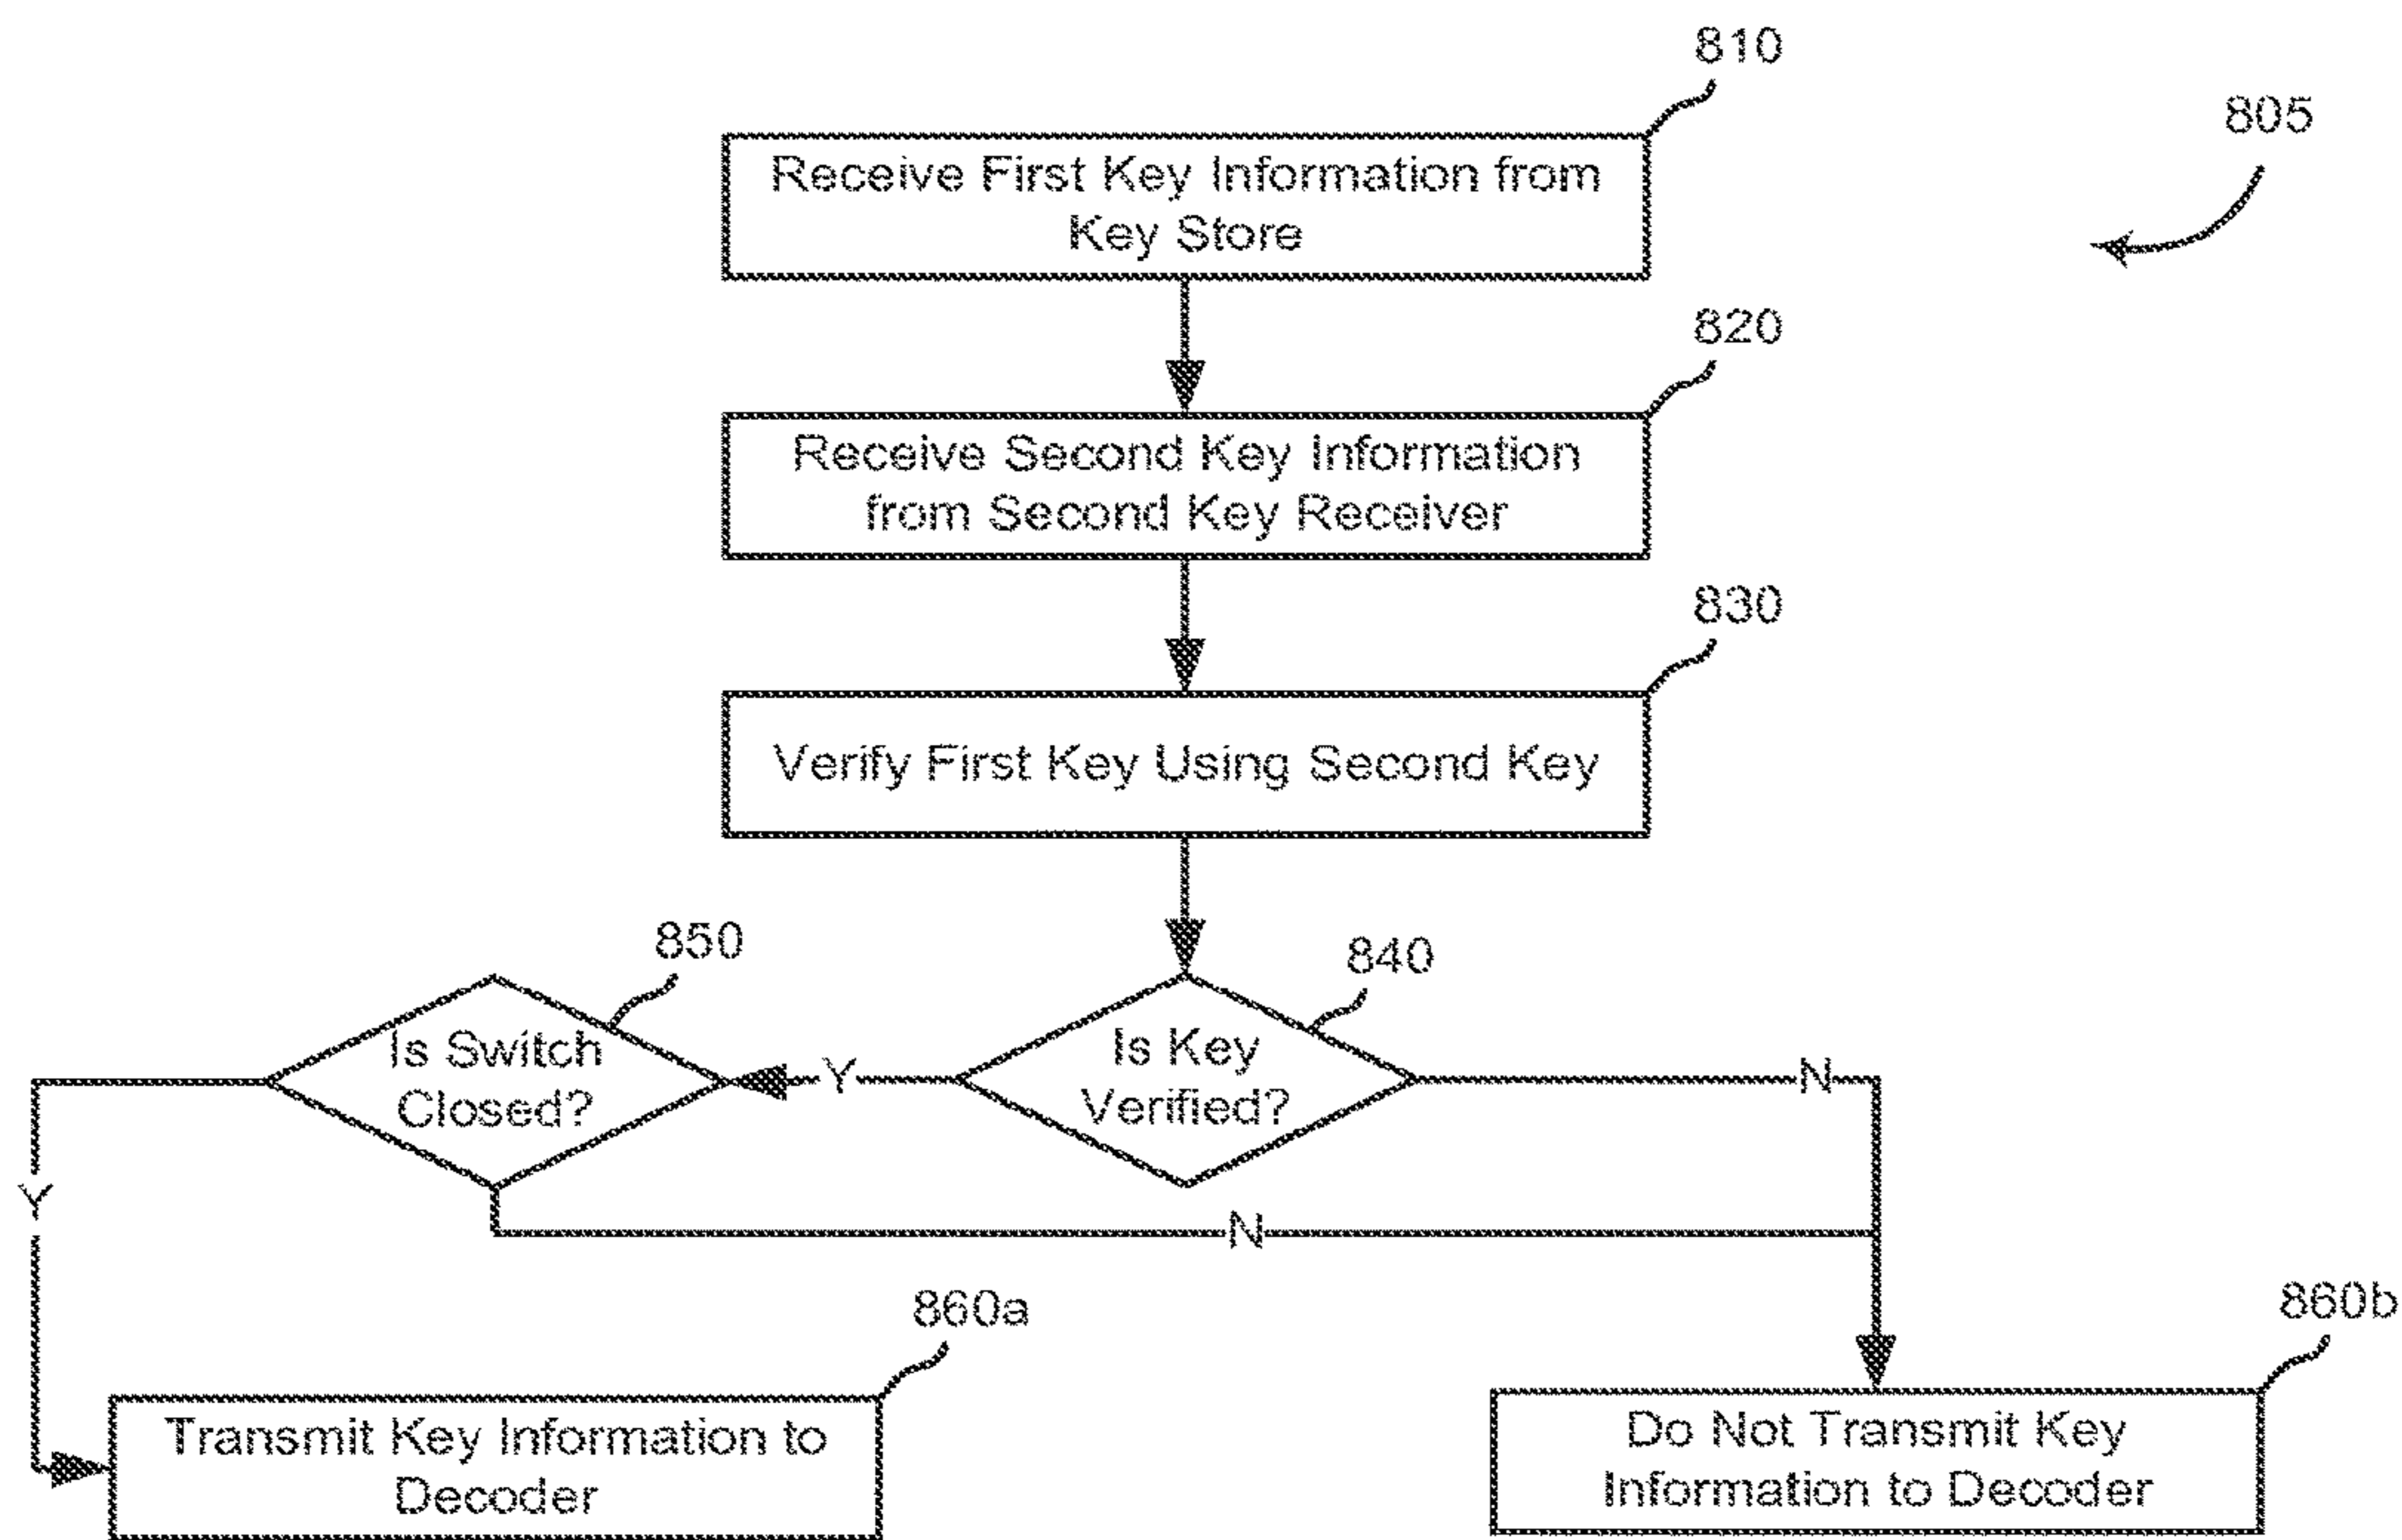 810
805
Receive First Key Information from
Key Store
820
Receive Second Key Information
from Second Key Receiver
830
Verify First Key Using Second Key
850
840
Is Switch
Closed?
Y
Is Key
Verified?
N
Y
N
860a
860b
Transmit Key Information to
Decoder
Do Not Transmit Key
Information to Decoder